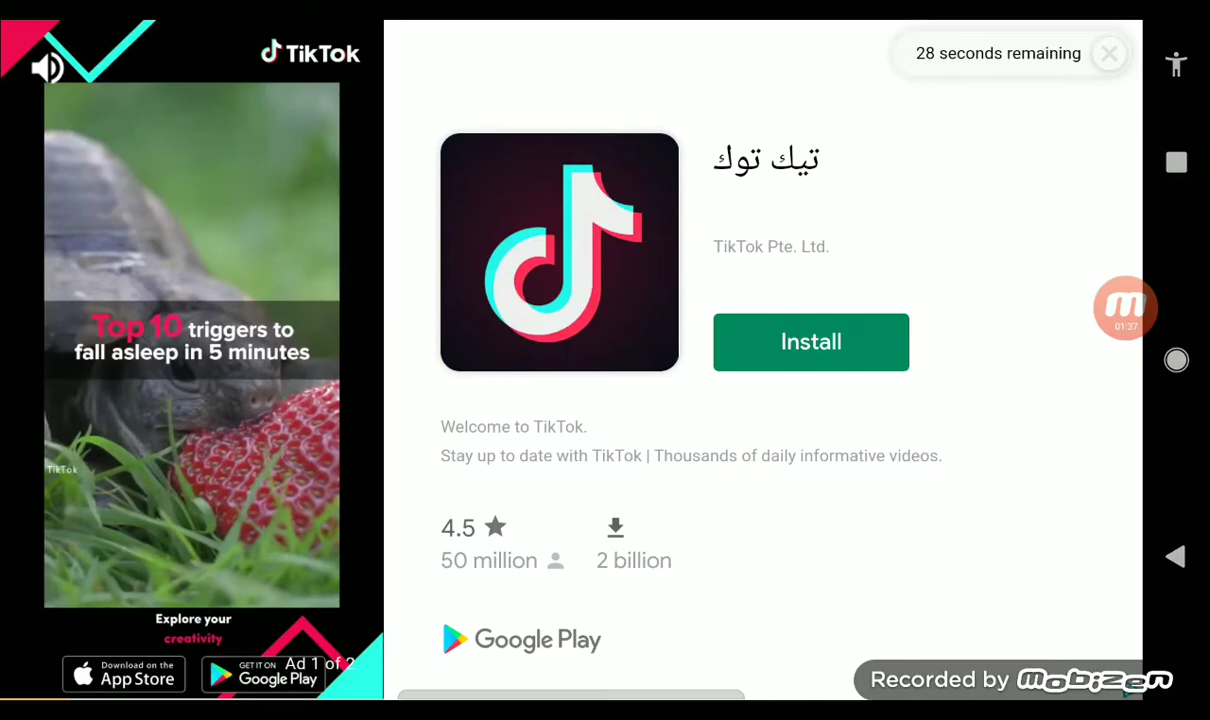 TikTok
28 seconds remaining
تيك توك
TikTok Pte. Ltd.
Top 10 triggers to
fall asleep in 5 minutes
Install
01:37
Welcome to TikTok.
Stay up to date with TikTok | Thousands of daily informative videos.
TikTok
4.5
50 million
2 billion
Explore your
creativity
Google Play
Download on the
App Store
GET IT ON
Google Play
Ad 1 of 2
Recorded by mobizen